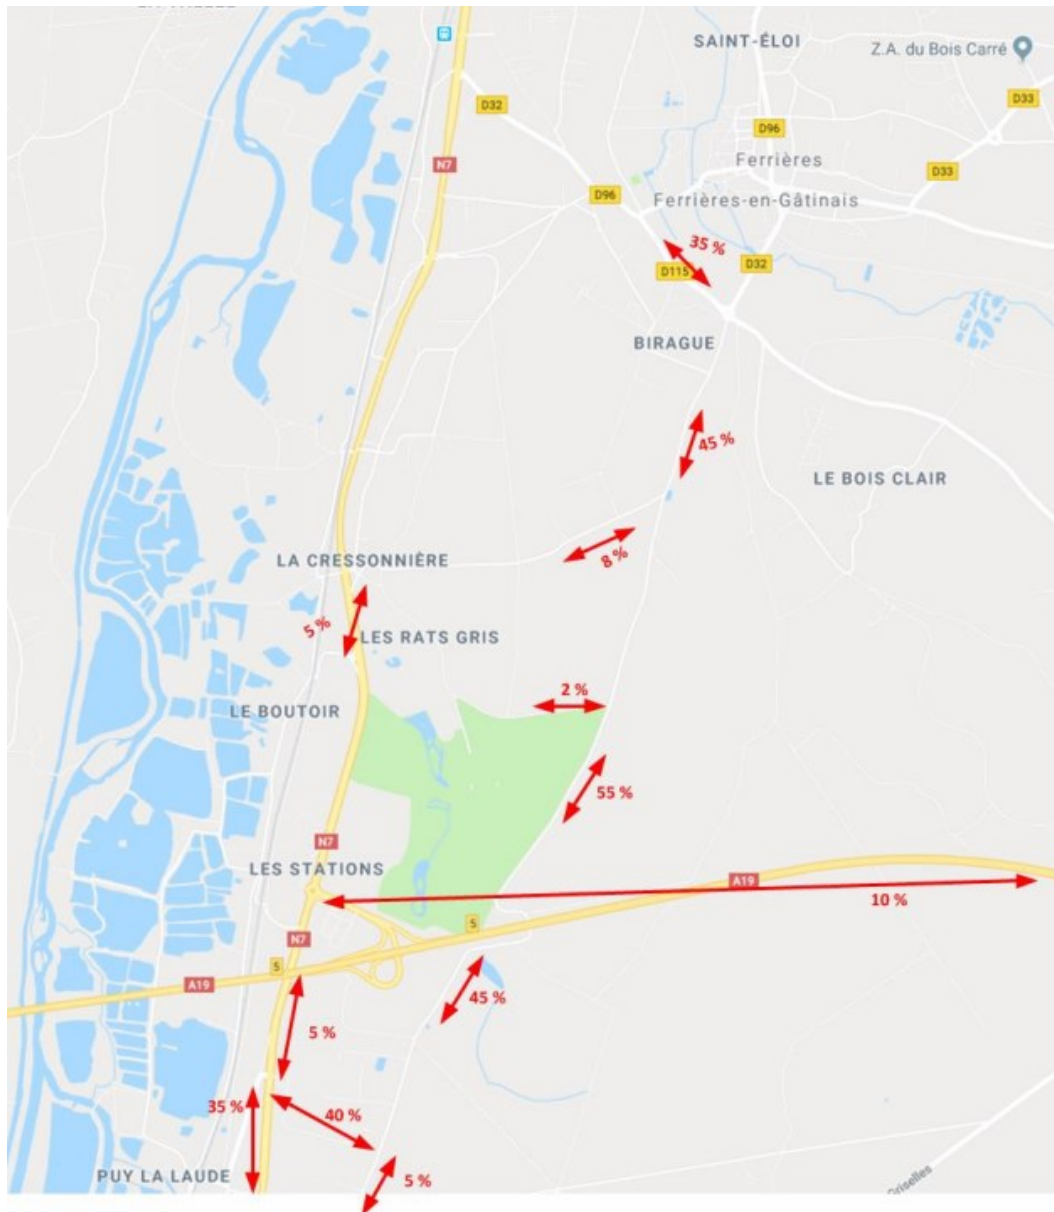 SAINT-ÉLOI
Z.A. du Bois Carré
D32
D33
D96
N7
Ferrières
D33
D96
Ferrières-en-Gâtinais
35 %
D115
D32
BIRAGUE
45 %
LE BOIS CLAIR
8 %
LA CRESSONNIÈRE
5 %
LES RATS GRIS
2 %
LE BOUTOIR
55 %
N7
LES STATIONS
A19
10 %
5
N7
5
A19
45 %
5 %
35 %
40 %
PUY LA LAUDE
5 %